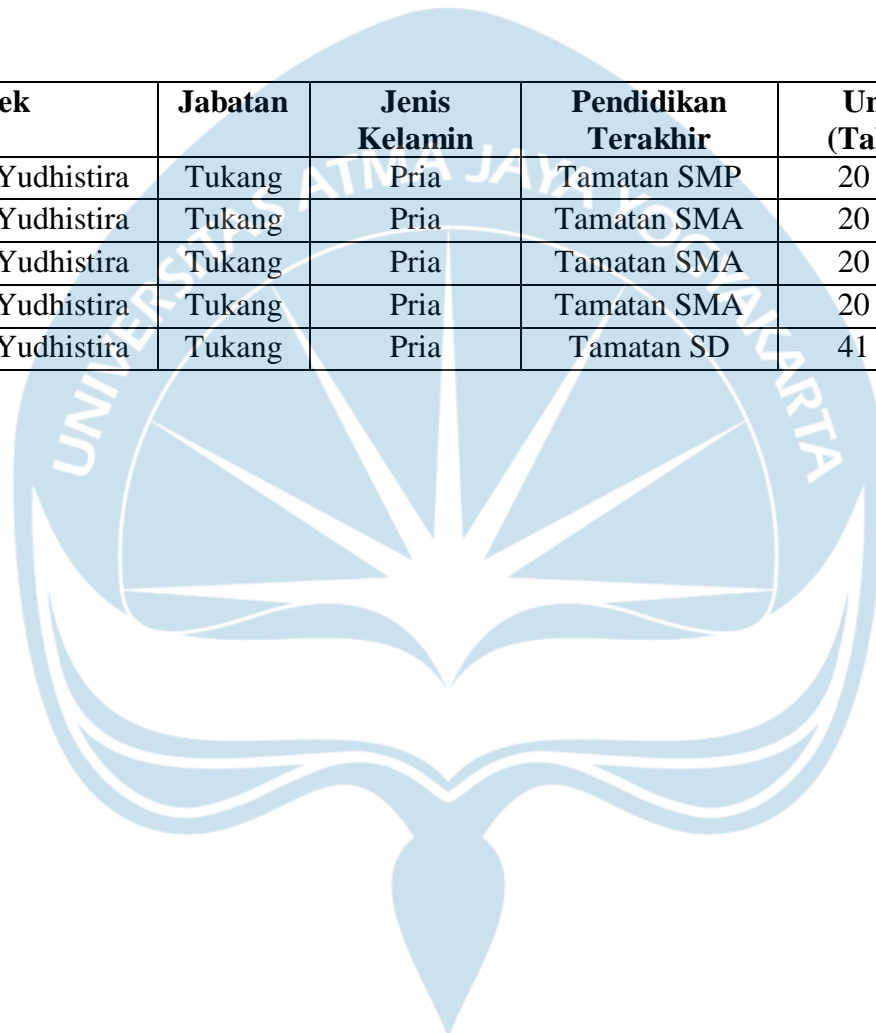 ek Jabatan Jenis Kelamin Pendidikan Terakhir Un (Tal
Yudhistira Tukang Pria Tamatan SMP 20
Yudhistira Tukang Pria Tamatan SMA 20
Yudhistira Tukang Pria Tamatan SMA 20
Yudhistira Tukang Pria Tamatan SMA 20
Yudhistira Tukang Pria Tamatan SD 41
UNIVERSITAS ATMA JAYA YOGYAKARTA